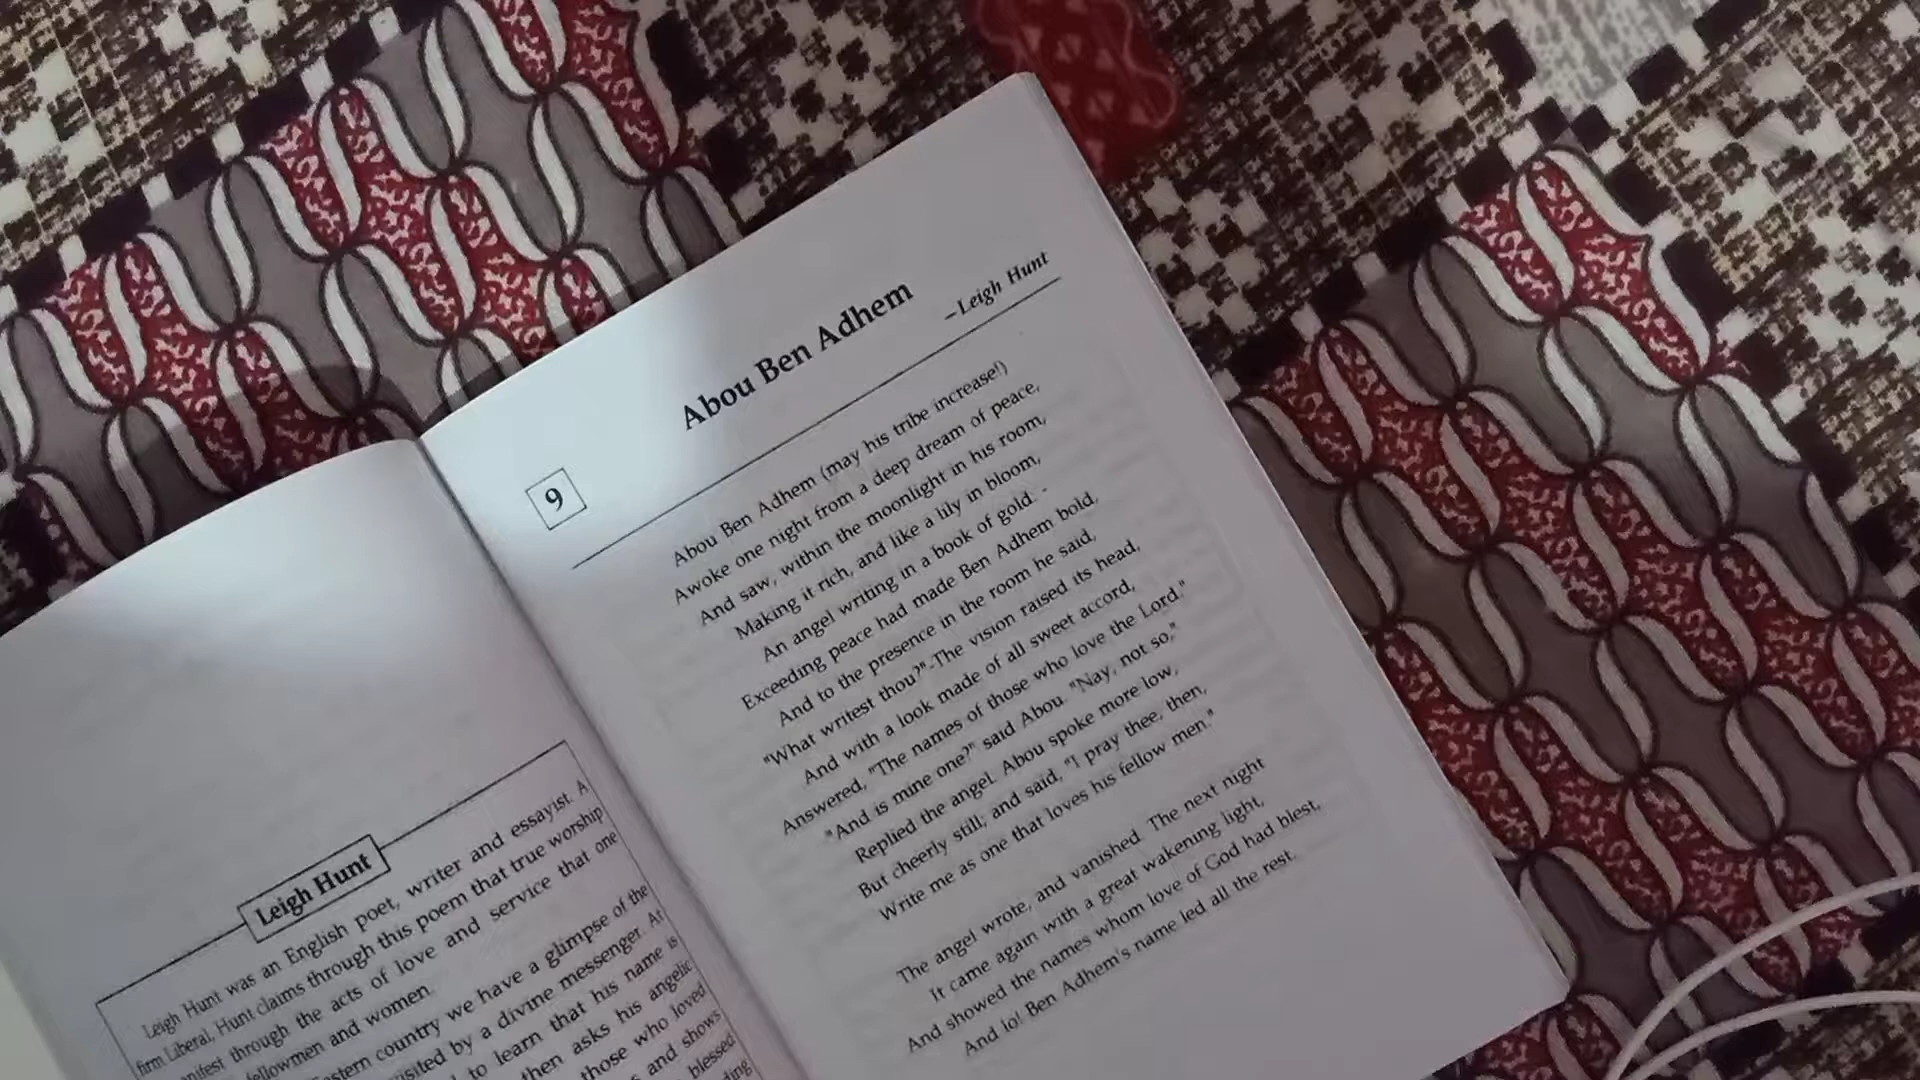 Leigh Hunt
Leigh Hunt was an English poet, writer and essayist. A
firm Liberal, Hunt claims through this poem that true worship
through the acts of love and service that one
fellowmen and women.
country we have a glimpse of the
by a divine messenger. At
to learn that his name is
then asks his angelic
those who loved
and shows
blessed
9
Abou Ben Adhem
–Leigh Hunt
Abou Ben Adhem (may his tribe increase!)
Awoke one night from a deep dream of peace,
And saw, within the moonlight in his room,
Making it rich, and like a lily in bloom,
An angel writing in a book of gold: -
Exceeding peace had made Ben Adhem bold,
And to the presence in the room he said,
"What writest thou?"-The vision raised its head,
And with a look made of all sweet accord,
Answered, "The names of those who love the Lord."
"And is mine one?" said Abou. "Nay, not so,"
Replied the angel. Abou spoke more low,
But cheerly still; and said, "I pray thee, then,
Write me as one that loves his fellow men."
The angel wrote, and vanished. The next night
It came again with a great wakening light,
And showed the names whom love of God had blest,
And lo! Ben Adhem's name led all the rest.